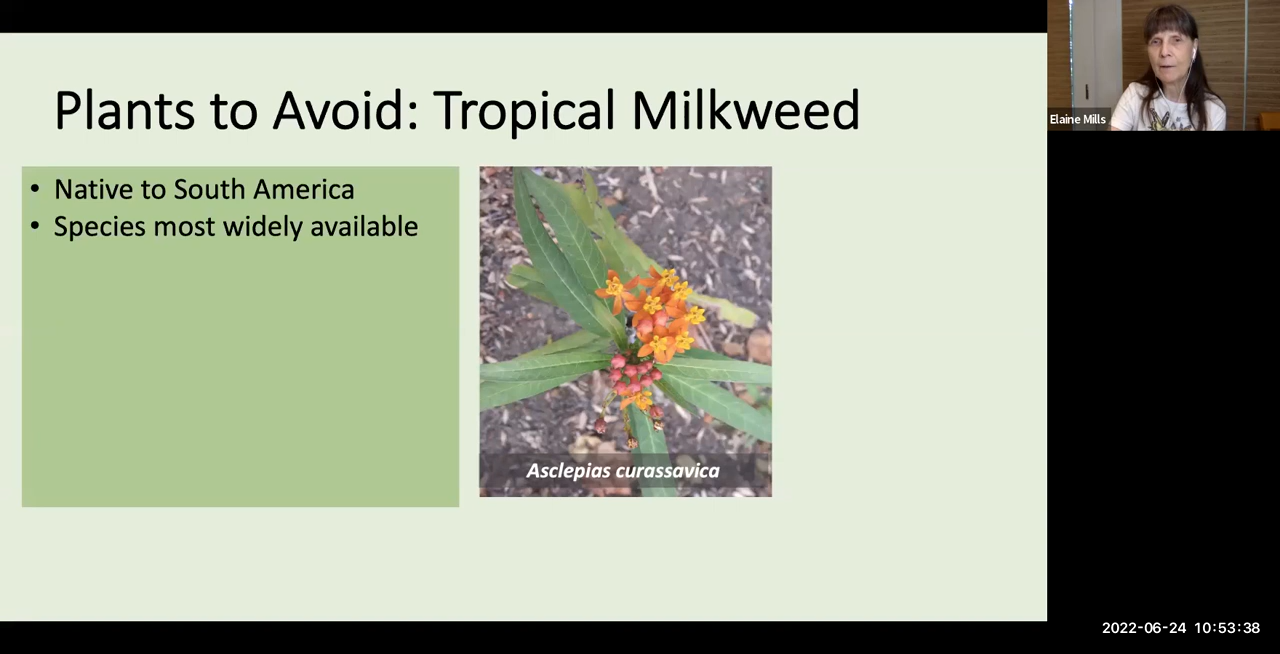 Plants to Avoid: Tropical Milkweed
• Native to South America
• Species most widely available
Asclepias curassavica
Elaine Mills
2022-06-24 10:53:38